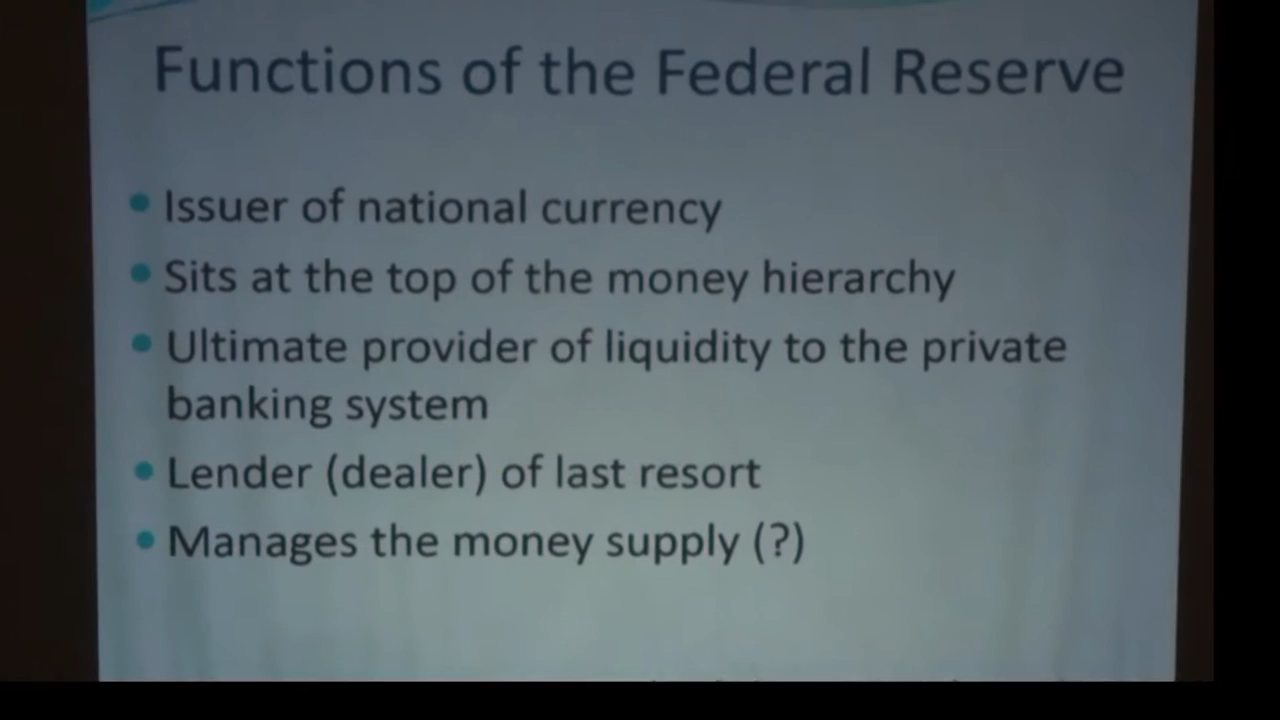 Functions of the Federal Reserve
• Issuer of national currency
• Sits at the top of the money hierarchy
• Ultimate provider of liquidity to the private
banking system
• Lender (dealer) of last resort
• Manages the money supply (?)